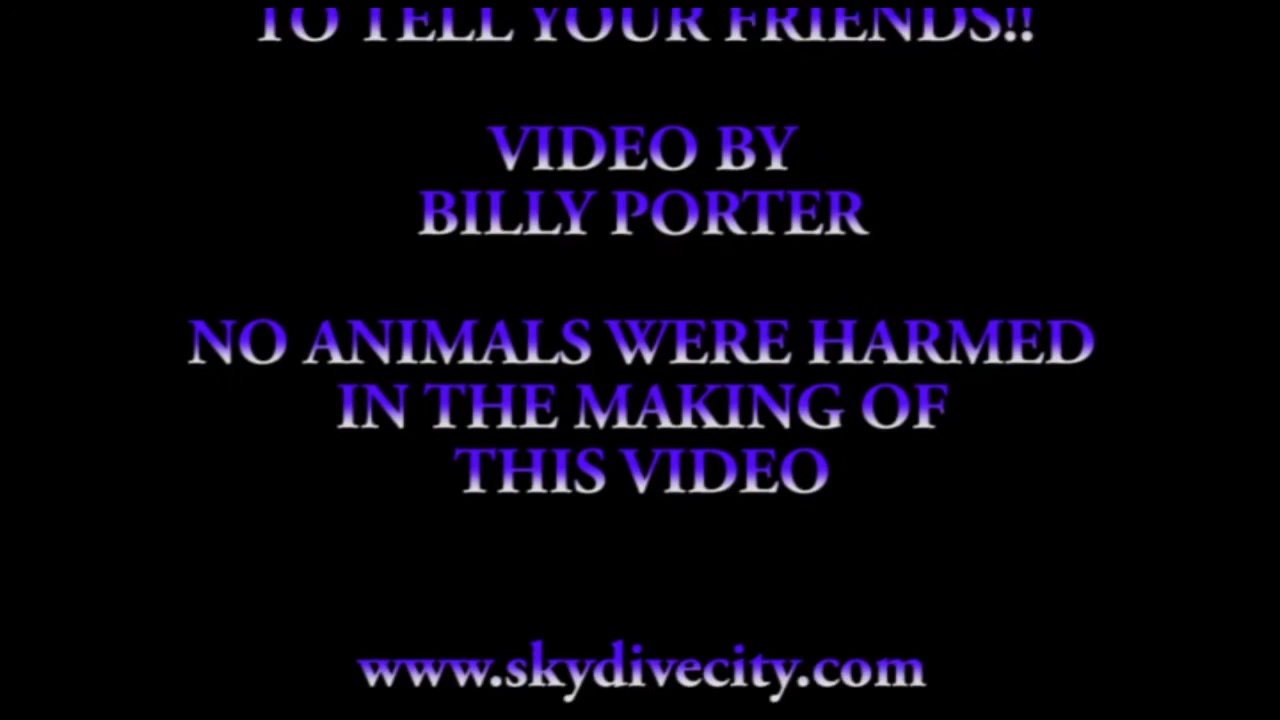 TO TELL YOUR FRIENDS!!
VIDEO BY
BILLY PORTER
NO ANIMALS WERE HARMED
IN THE MAKING OF
THIS VIDEO
www.skydivecity.com